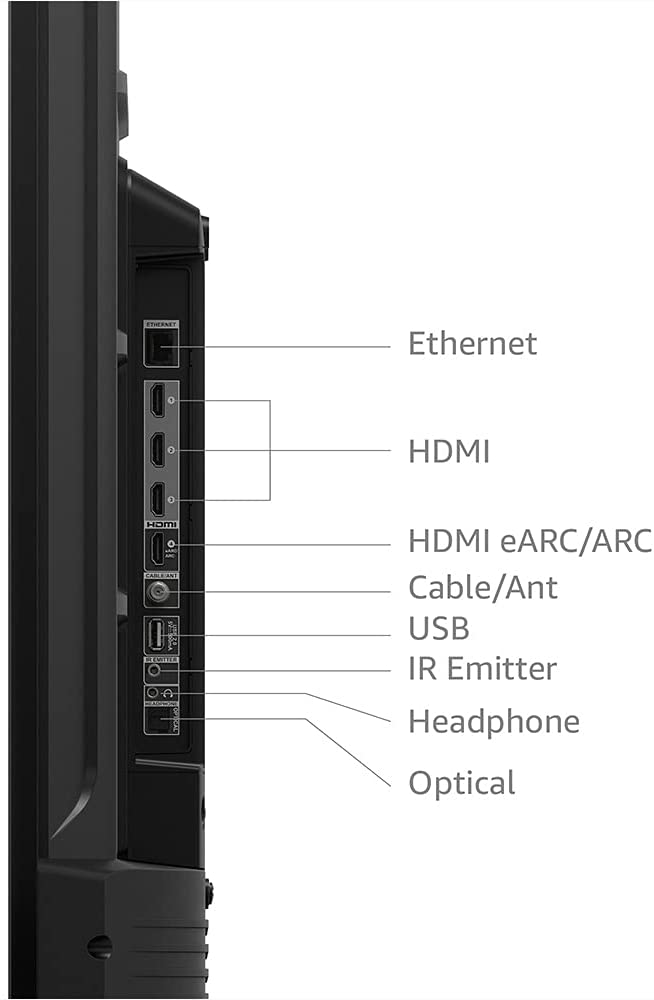 ETHERNET
Ethernet
1
2
HDMI
3
HDMI
4
eARC/
ARC
HDMI eARC/ARC
CABLE/ANT
Cable/Ant
USB
IR EMITTER
IR Emitter
HEADPHONE
Headphone
OPTICAL
Optical